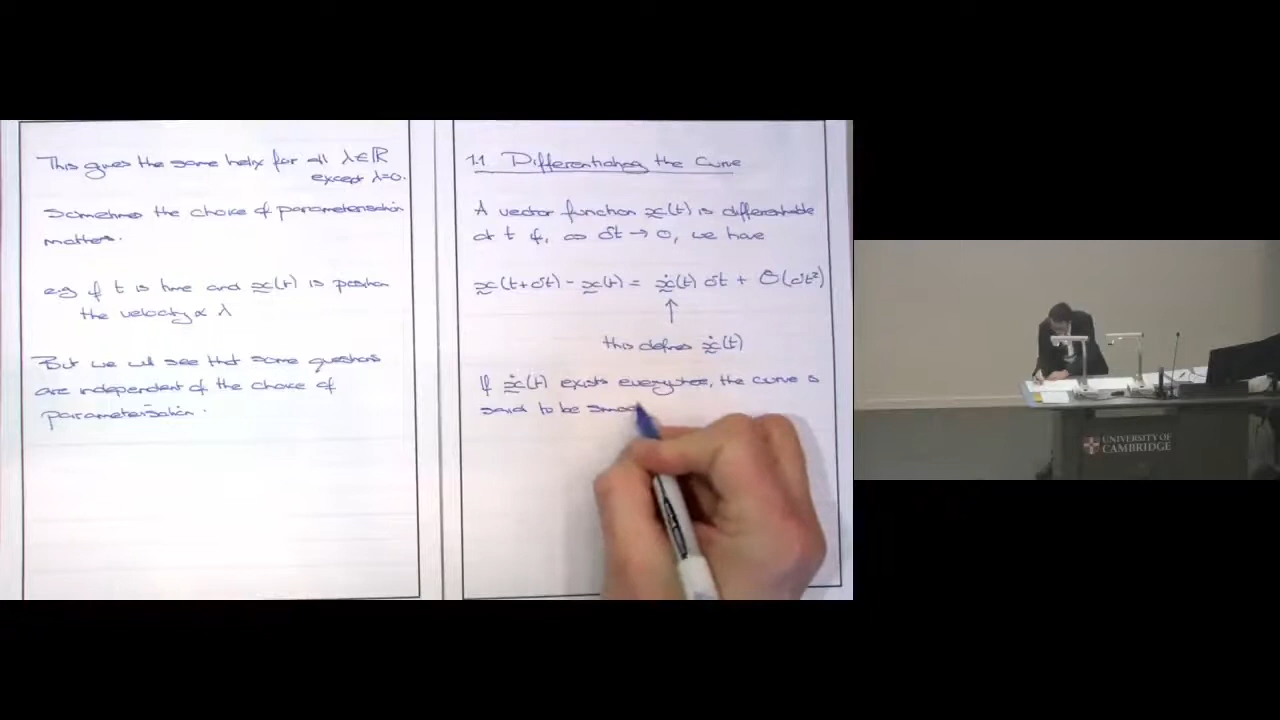 This gives the same helix for all λ∈ℝ
except λ=0.
Sometimes the choice of parameterisation
matters.
e.g. if t is time and x̰(t) is position
the velocity ∝ λ
But we will see that some questions
are independent of the choice of
parameterisation.
1.1 Differentiating the Curve
A vector function x̰(t) is differentiable
at t if, as δt → 0, we have
x̰(t+δt) - x̰(t) = ẋ̰(t) δt + O(δt²)
↑
this defines ẋ̰(t)
If ẋ̰(t) exists everywhere, the curve is
said to be smoo
UNIVERSITY OF
CAMBRIDGE